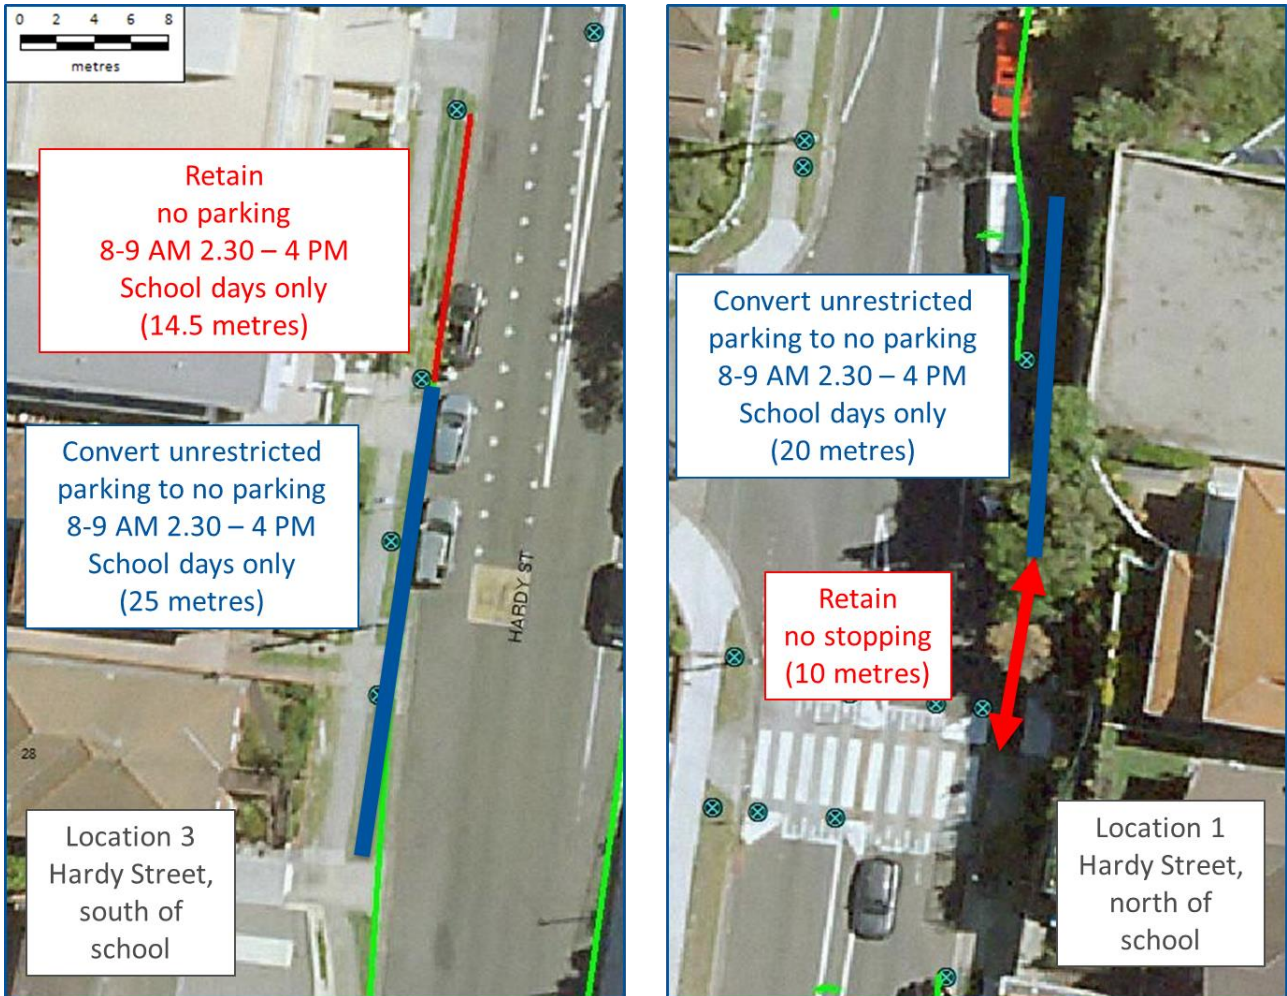 0 2 4 6 8
metres
Retain
no parking
8-9 AM 2.30 – 4 PM
School days only
(14.5 metres)
Convert unrestricted
parking to no parking
8-9 AM 2.30 – 4 PM
School days only
(25 metres)
HARDY ST
28
Location 3
Hardy Street,
south of
school
Convert unrestricted
parking to no parking
8-9 AM 2.30 – 4 PM
School days only
(20 metres)
Retain
no stopping
(10 metres)
Location 1
Hardy Street,
north of
school